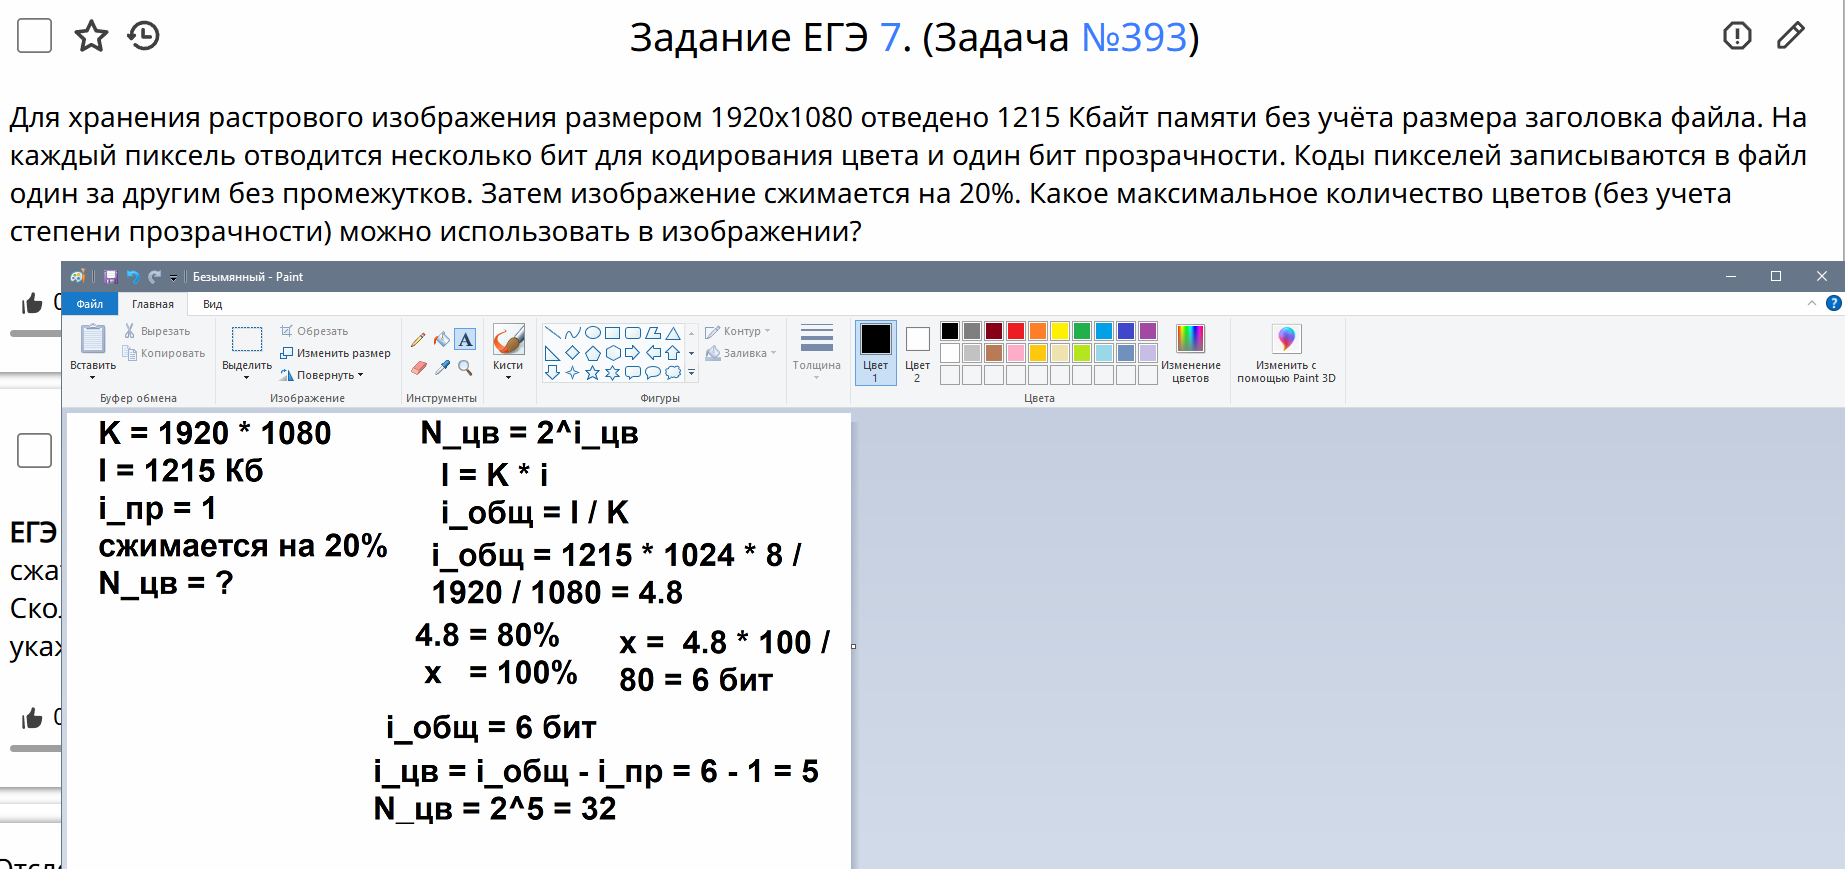 Задание ЕГЭ 7. (Задача №393)
Для хранения растрового изображения размером 1920x1080 отведено 1215 Кбайт памяти без учёта размера заголовка файла. На
каждый пиксель отводится несколько бит для кодирования цвета и один бит прозрачности. Коды пикселей записываются в файл
один за другим без промежутков. Затем изображение сжимается на 20%. Какое максимальное количество цветов (без учета
степени прозрачности) можно использовать в изображении?
Безымянный - Paint
Файл Главная Вид
Вставить
Вырезать
Копировать
Буфер обмена
Выделить
Обрезать
Изменить размер
Повернуть
Изображение
A
Инструменты
Кисти
Контур
Заливка
Фигуры
Толщина
Цвет
1
Цвет
2
Изменение
цветов
Цвета
Изменить с
помощью Paint 3D
K = 1920 * 1080
I = 1215 Кб
i_пр = 1
сжимается на 20%
N_цв = ?
N_цв = 2^i_цв
I = K * i
i_общ = I / K
i_общ = 1215 * 1024 * 8 /
1920 / 1080 = 4.8
4.8 = 80%
x = 100%
x = 4.8 * 100 /
80 = 6 бит
i_общ = 6 бит
i_цв = i_общ - i_пр = 6 - 1 = 5
N_цв = 2^5 = 32
ЕГЭ